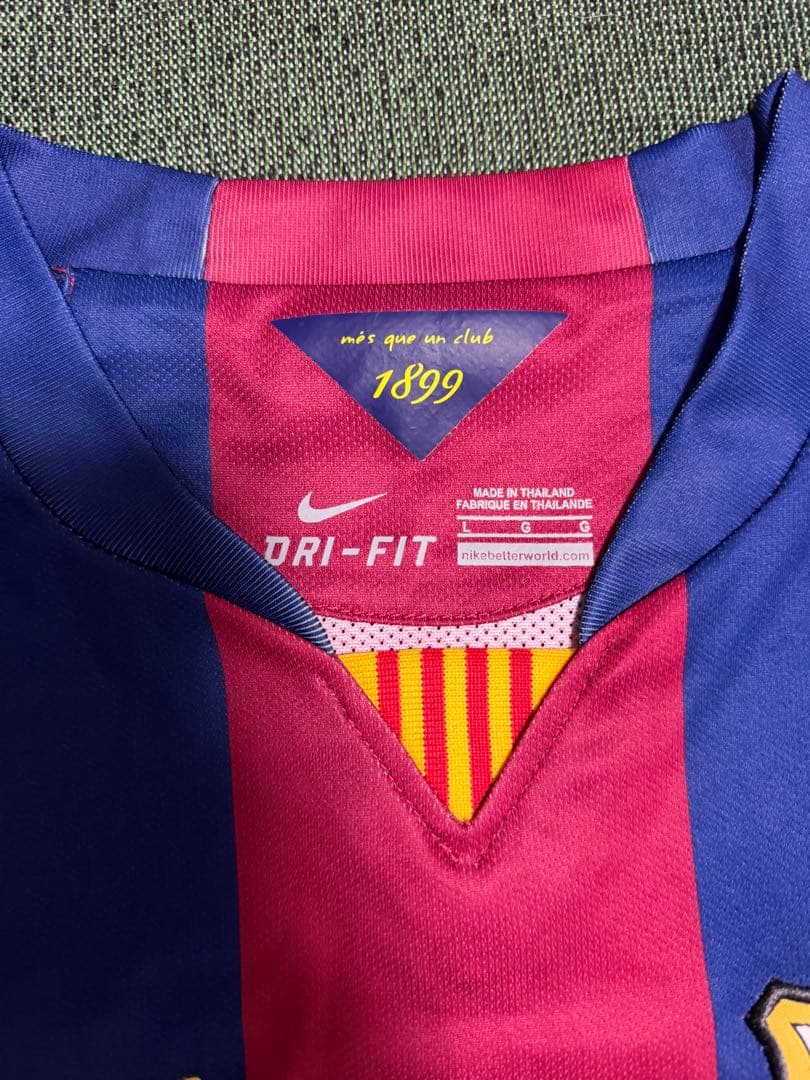 més que un club
1899
DRI-FIT
MADE IN THAILAND
FABRIQUE EN THAILANDE
L G G
nikebetterworld.com